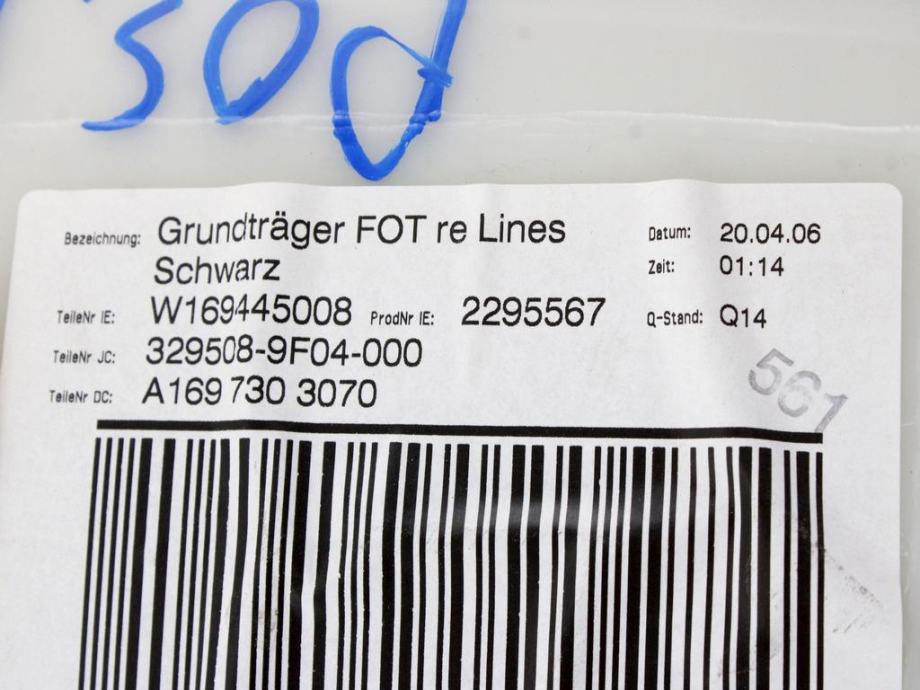 30d
Bezeichnung: Grundträger FOT re Lines Datum: 20.04.06
Schwarz Zeit: 01:14
TeileNr IE: W169445008 ProdNr IE: 2295567 Q-Stand: Q14
TeileNr JC: 329508-9F04-000
TeileNr DC: A169 730 3070
561